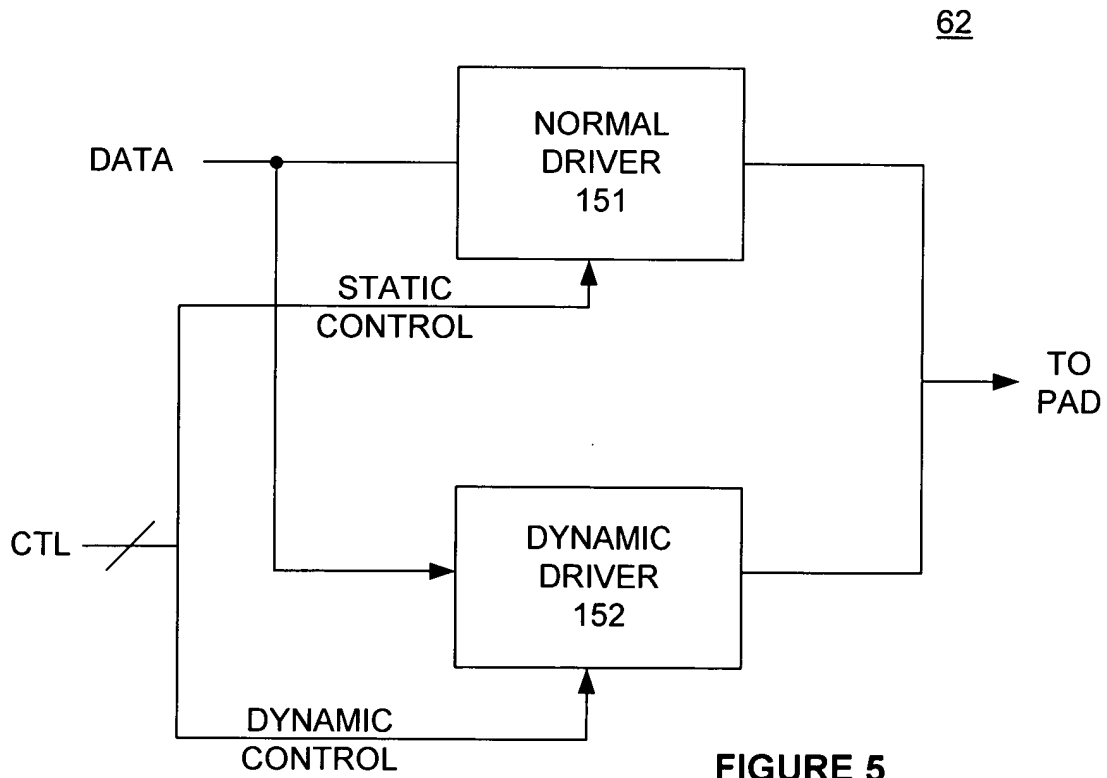 62
NORMAL
DRIVER
151
DATA
STATIC
CONTROL
TO
PAD
CTL
DYNAMIC
DRIVER
152
DYNAMIC
CONTROL
FIGURE 5